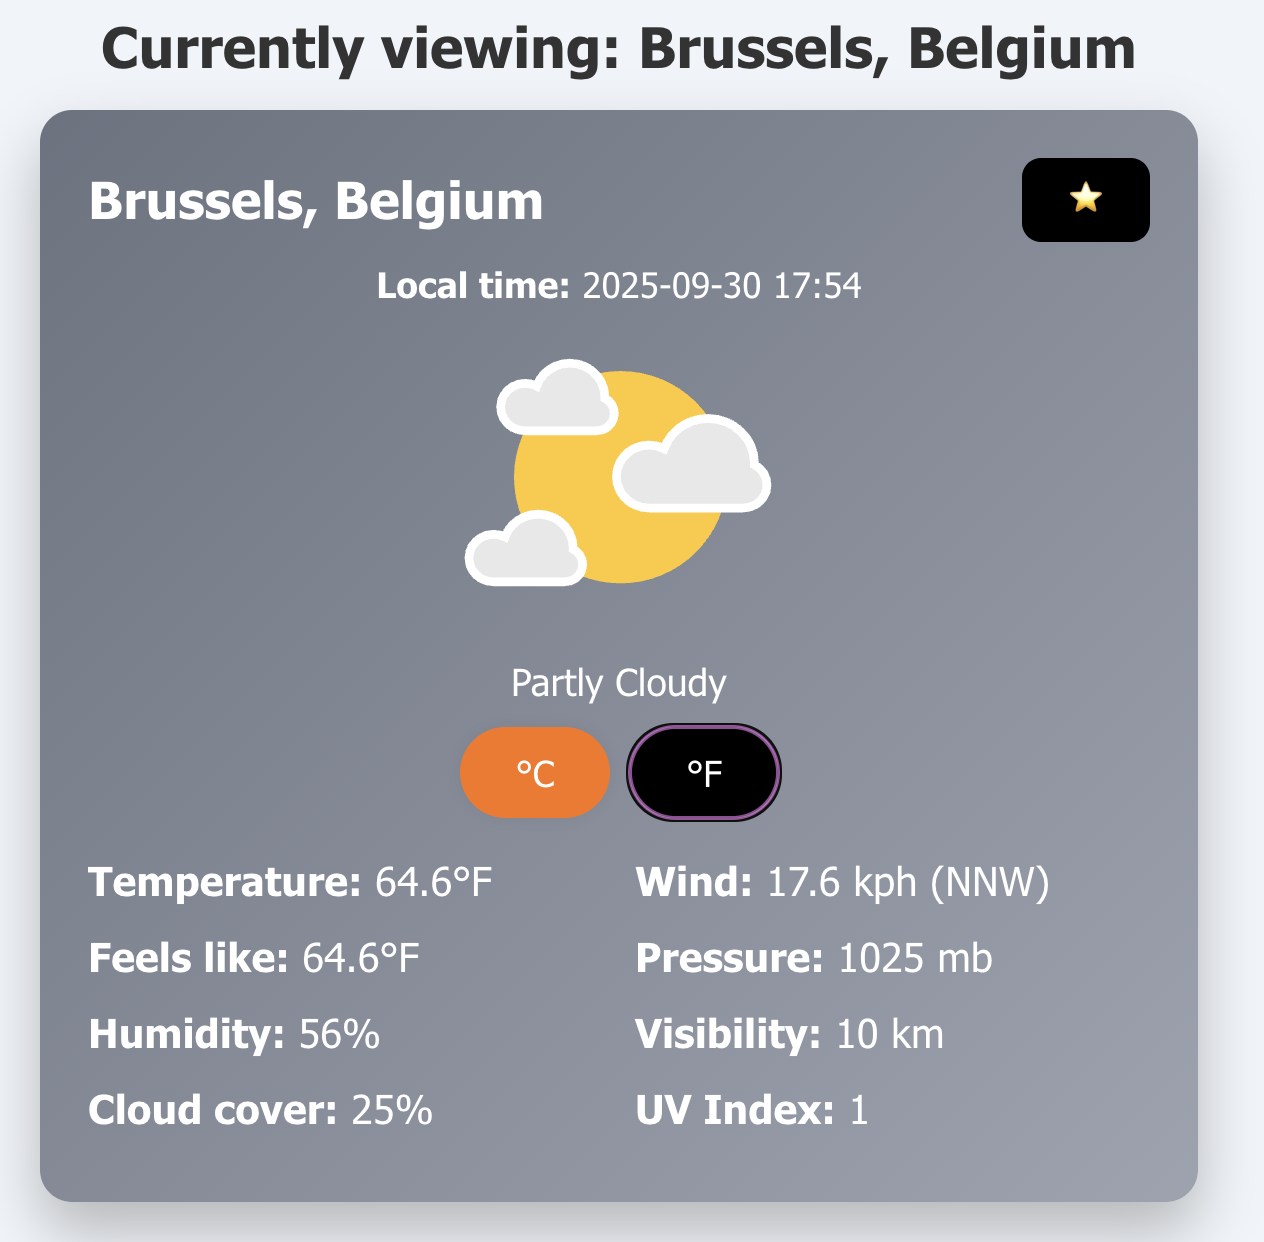 Currently viewing: Brussels, Belgium
Brussels, Belgium
Local time: 2025-09-30 17:54
Partly Cloudy
°C °F
Temperature: 64.6°F
Wind: 17.6 kph (NNW)
Feels like: 64.6°F
Pressure: 1025 mb
Humidity: 56%
Visibility: 10 km
Cloud cover: 25%
UV Index: 1